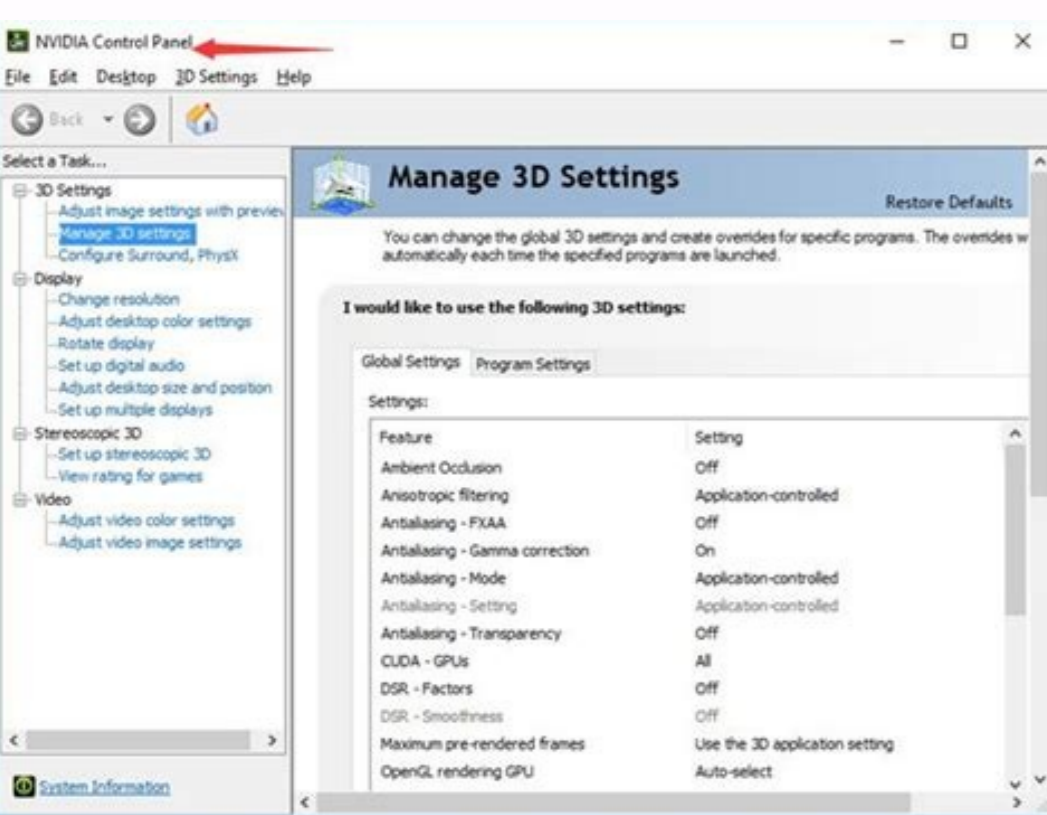 NVIDIA Control Panel
File Edit Desktop 3D Settings Help
Back
Select a Task...
3D Settings
Adjust image settings with preview
Manage 3D settings
Configure Surround, PhysX
Display
Change resolution
Adjust desktop color settings
Rotate display
Set up digital audio
Adjust desktop size and position
Set up multiple displays
Stereoscopic 3D
Set up stereoscopic 3D
View rating for games
Video
Adjust video color settings
Adjust video image settings
System Information
Manage 3D Settings
Restore Defaults
You can change the global 3D settings and create overrides for specific programs. The overrides w
automatically each time the specified programs are launched.
I would like to use the following 3D settings:
Global Settings Program Settings
Settings:
Feature Setting
Ambient Occlusion Off
Anisotropic filtering Application-controlled
Antialiasing - FXAA Off
Antialiasing - Gamma correction On
Antialiasing - Mode Application-controlled
Antialiasing - Setting Application-controlled
Antialiasing - Transparency Off
CUDA - GPUs All
DSR - Factors Off
DSR - Smoothness Off
Maximum pre-rendered frames Use the 3D application setting
OpenGL rendering GPU Auto-select